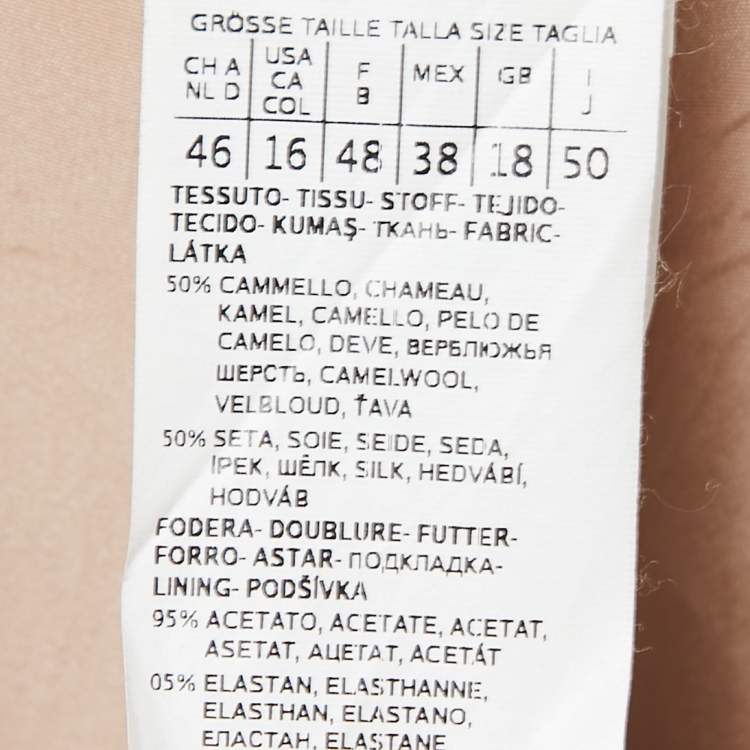 GRÖSSE TAILLE TALLA SIZE TAGLIA
CH A NL D USA CA COL F B MEX GB I J
46 16 48 38 18 50
TESSUTO- TISSU- STOFF- TEJIDO-
TECIDO- KUMAŞ- ТКАНЬ- FABRIC-
LÁTKA
50% CAMMELLO, CHAMEAU,
KAMEL, CAMELLO, PELO DE
CAMELO, DEVE, ВЕРБЛЮЖЬЯ
ШЕРСТЬ, CAMELWOOL,
VELBLOUD, ŤAVA
50% SETA, SOIE, SEIDE, SEDA,
İPEK, ШЁЛК, SILK, HEDVÁBÍ,
HODVÁB
FODERA- DOUBLURE- FUTTER-
FORRO- ASTAR- ПОДКЛАДКА-
LINING- PODŠÍVKA
95% ACETATO, ACETATE, ACETAT,
ASETAT, АЦЕТАТ, ACETÁT
05% ELASTAN, ELASTHANNE,
ELASTHAN, ELASTANO,
ЕЛАСТАН, ELASTANE